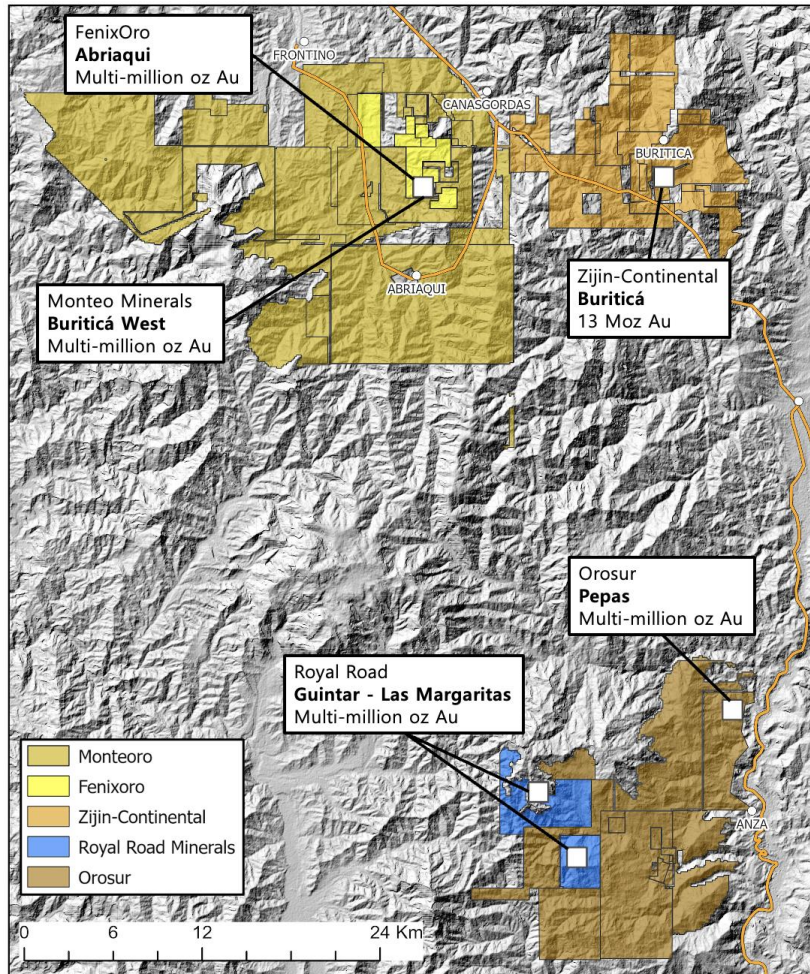 FenixOro
Abriaqui
Multi-million oz Au
FRONTINO
CANASGORDAS
BURITICA
Monteo Minerals
Buriticá West
Multi-million oz Au
ABRIAQUI
Zijin-Continental
Buriticá
13 Moz Au
Orosur
Pepas
Multi-million oz Au
Royal Road
Guintar - Las Margaritas
Multi-million oz Au
ANZA
Monteoro
Fenixoro
Zijin-Continental
Royal Road Minerals
Orosur
0 6 12 24 Km